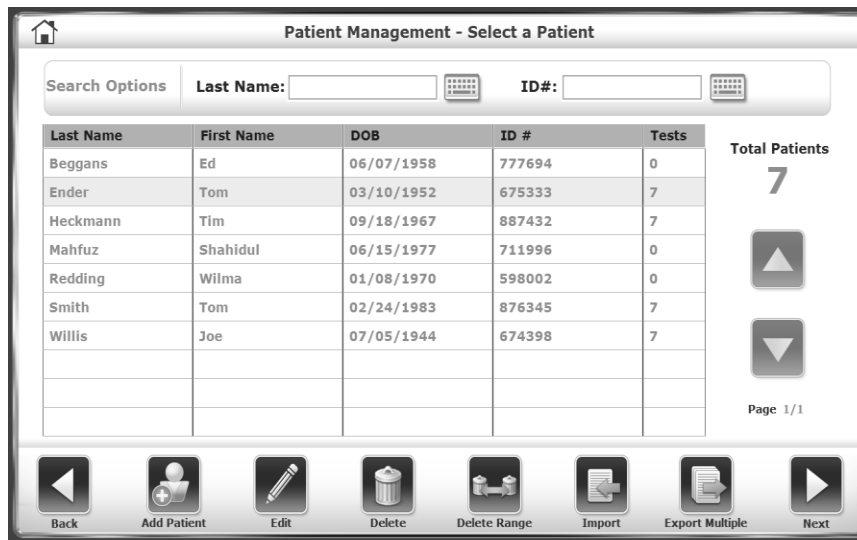 Patient Management - Select a Patient
Search Options Last Name: ID#:
Last Name First Name DOB ID # Tests
Total Patients
7
Beggans Ed 06/07/1958 777694 0
Ender Tom 03/10/1952 675333 7
Heckmann Tim 09/18/1967 887432 7
Mahfuz Shahidul 06/15/1977 711996 0
Redding Wilma 01/08/1970 598002 0
Smith Tom 02/24/1983 876345 7
Willis Joe 07/05/1944 674398 7
Page 1/1
Back Add Patient Edit Delete Delete Range Import Export Multiple Next